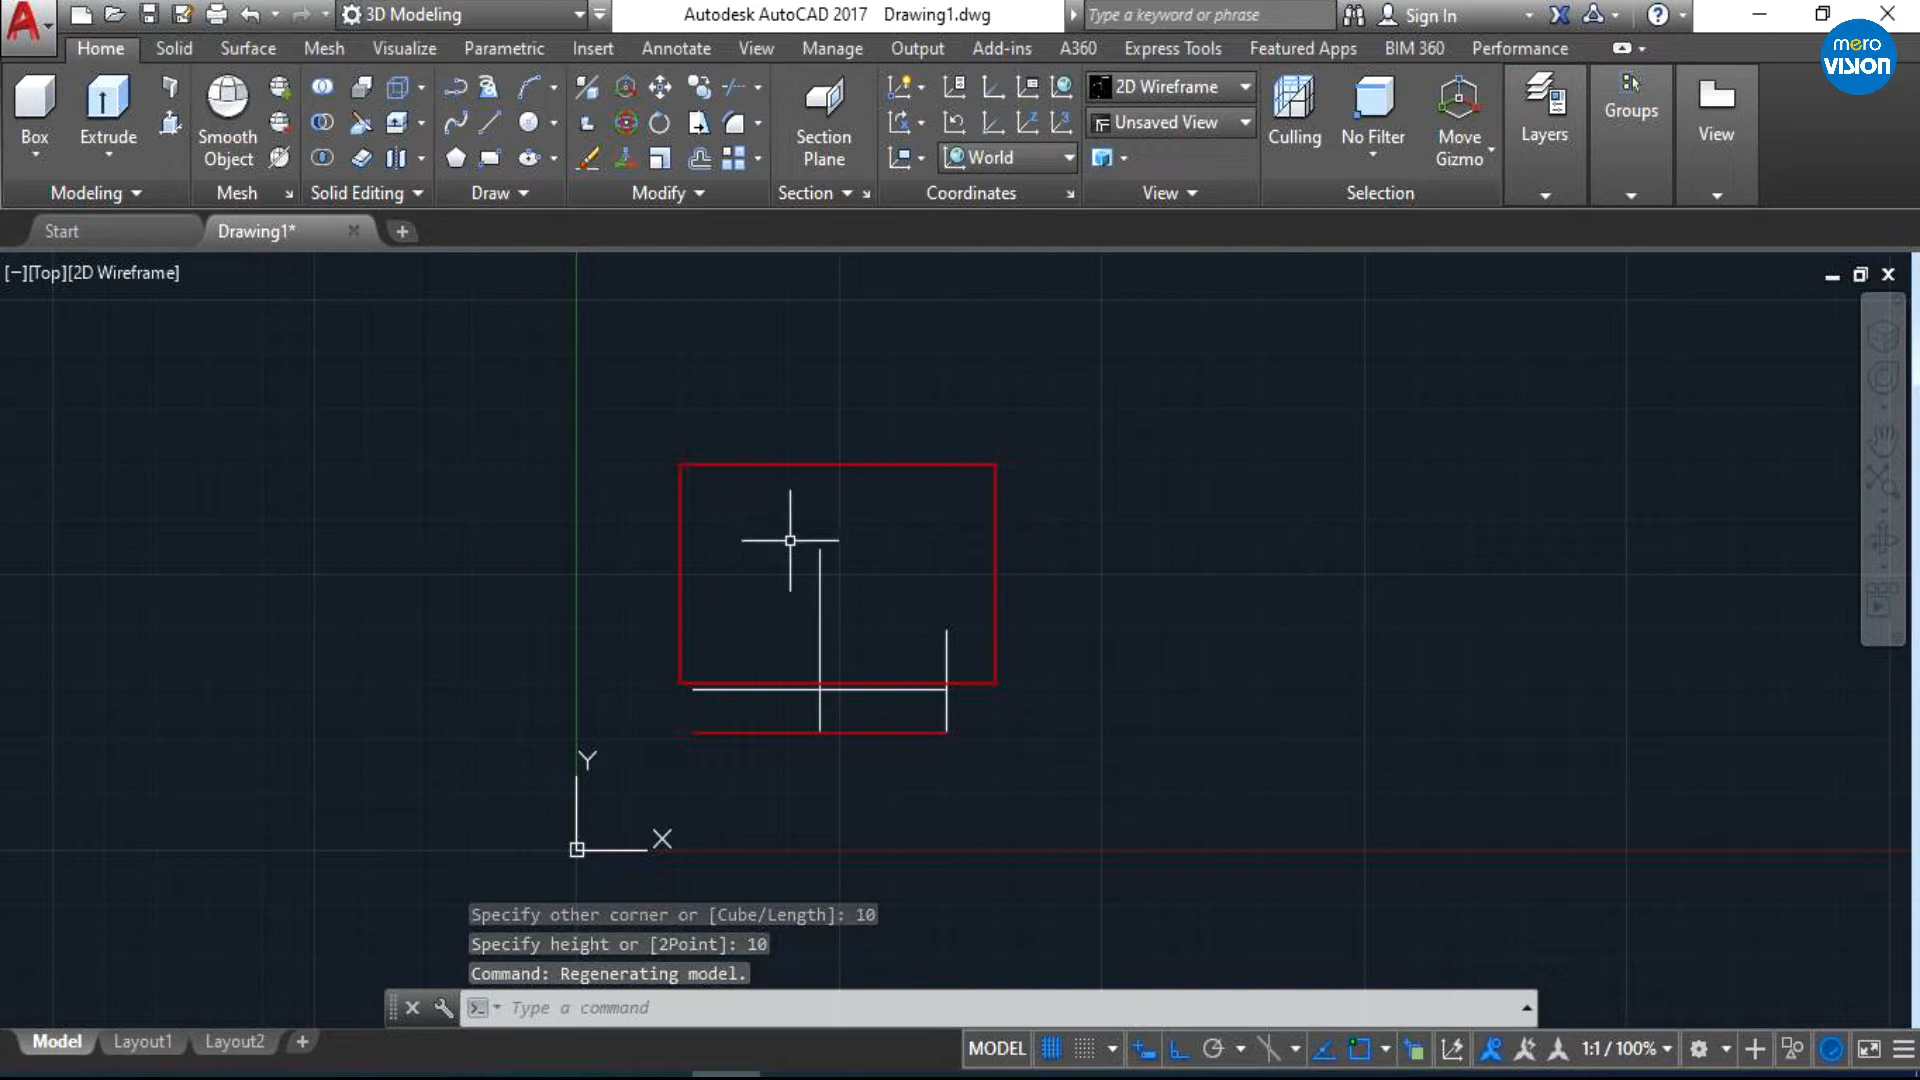 3D Modeling
Autodesk AutoCAD 2017 Drawing1.dwg
Type a keyword or phrase
Sign In
mero
VISION
Home Solid Surface Mesh Parametric Visualize Insert Annotate View Manage Output Add-ins A360 Express Tools Featured Apps BIM 360 Performance
Box
Extrude
Smooth
Object
Section
Plane
World
2D Wireframe
Unsaved View
Culling
No Filter
Move
Gizmo
Layers
Groups
View
Modeling
Mesh
Solid Editing
Draw
Modify
Section
Coordinates
View
Selection
Start
Drawing1*
[−][Top][2D Wireframe]
Y
X
Specify other corner or [Cube/Length]: 10
Specify height or [2Point]: 10
Command: Regenerating model.
Type a command
Model Layout1 Layout2
MODEL
1:1 / 100%